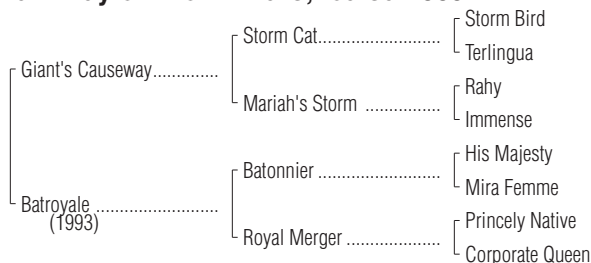 Storm Bird
Storm Cat
Terlingua
Giant's Causeway
Rahy
Mariah's Storm
Immense
His Majesty
Batonnier
Mira Femme
Batroyale
(1993)
Princely Native
Royal Merger
Corporate Queen